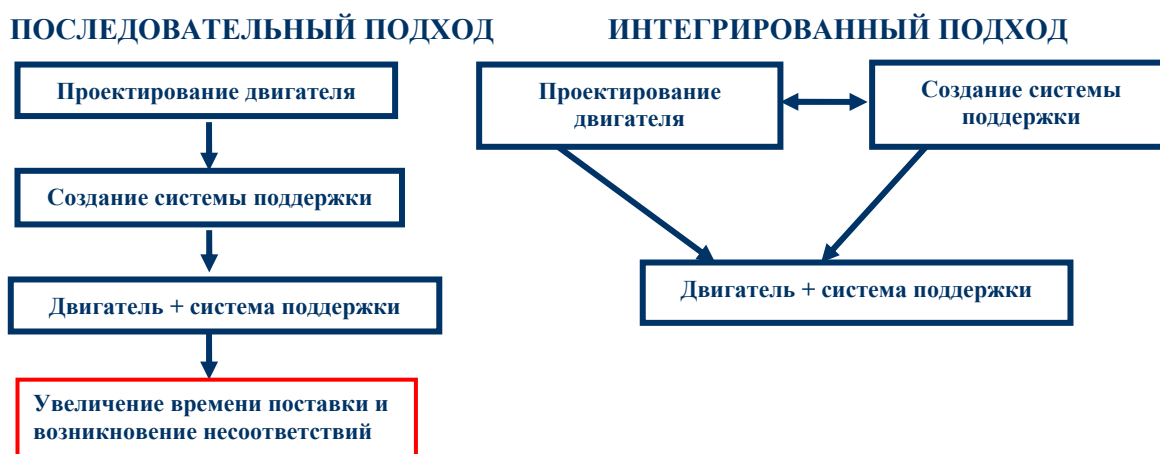 ПОСЛЕДОВАТЕЛЬНЫЙ ПОДХОД
Проектирование двигателя
Создание системы поддержки
Двигатель + система поддержки
Увеличение времени поставки и
возникновение несоответствий
ИНТЕГРИРОВАННЫЙ ПОДХОД
Проектирование
двигателя
Создание системы
поддержки
Двигатель + система поддержки